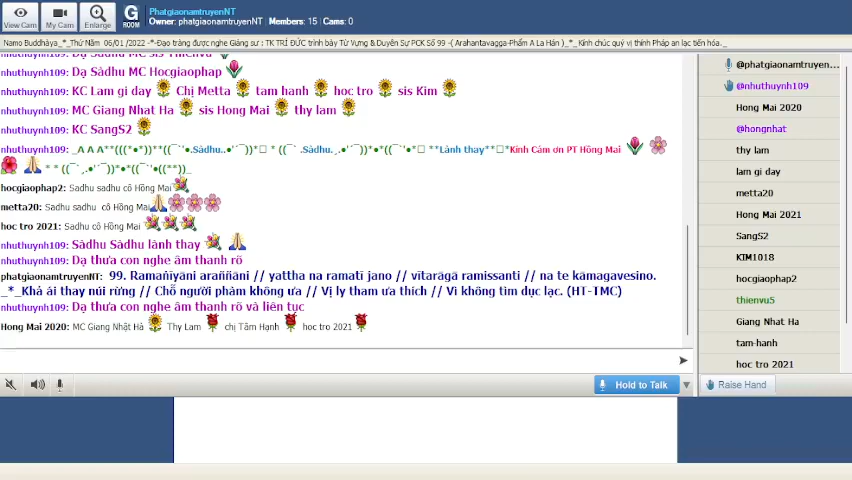 PhatgiaonamtruyenNT
Owner: phatgiaonamtruyenNT | Members: 15 | Cams: 0
View Cam
My Cam
Enlarge
G ROOM
Namo Buddhàya_*_Thứ Năm 06/01 /2022 -*-Đạo tràng được nghe Giảng sư : TK TRÍ ĐỨC trình bày Từ Vựng & Duyên Sự PCK Số 99 -( Arahantavagga-Phẩm A La Hán )_*_Kính chúc quý vị thính Pháp an lạc tiến hóa._
nhuthuynh109: Dạ Sàdhu MC Hocgiaophap
nhuthuynh109: KC Lam gi day Chị Metta tam hanh hoc tro sis Kim
nhuthuynh109: MC Giang Nhat Ha sis Hong Mai thy lam
nhuthuynh109: KC SangS2
nhuthuynh109: **Lành thay**Kính Cám ơn PT Hồng Mai
hocgiaophap2: Sadhu sadhu cô Hồng Mai
metta20: Sadhu sadhu cô Hồng Mai
hoc tro 2021: Sadhu cô Hồng Mai
nhuthuynh109: Sàdhu Sàdhu lành thay
nhuthuynh109: Dạ thưa con nghe âm thanh rõ
phatgiaonamtruyenNT: 99. Ramaṇīyāni araññāni // yattha na ramatī jano // vītarāgā ramissanti // na te kāmagavesino.
_*_Khả ái thay núi rừng // Chỗ người phàm không ưa // Vị ly tham ưa thích // Vì không tìm dục lạc. (HT-TMC)
nhuthuynh109: Dạ thưa con nghe âm thanh rõ và liên tục
Hong Mai 2020: MC Giang Nhật Hà Thy Lam chị Tâm Hạnh hoc tro 2021
Hold to Talk
@phatgiaonamtruyen...
@nhuthuynh109
Hong Mai 2020
@hongnhat
thy lam
lam gi day
metta20
Hong Mai 2021
SangS2
KIM1018
hocgiaophap2
thienvu5
Giang Nhat Ha
tam-hanh
hoc tro 2021
Raise Hand